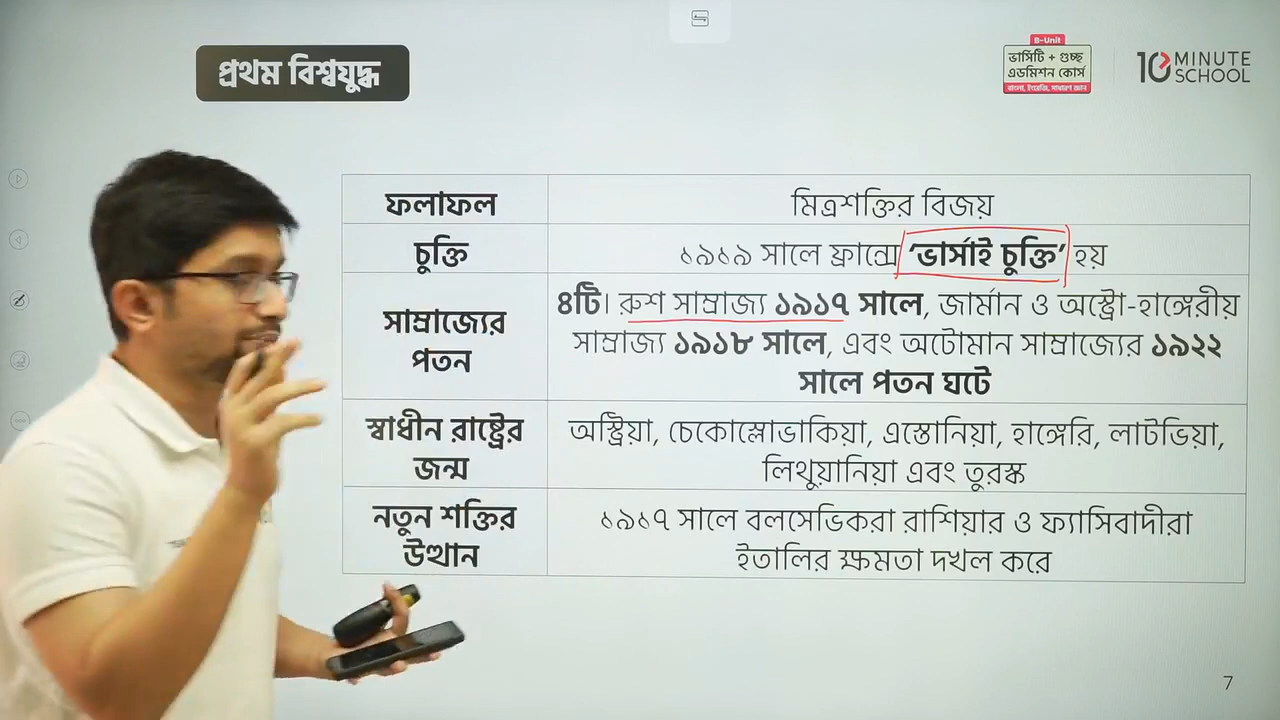 প্রথম বিশ্বযুদ্ধ
B-Unit
ভার্সিটি + গুচ্ছ
এডমিশন কোর্স
বাংলা, ইংরেজি, সাধারণ জ্ঞান
10 MINUTE
SCHOOL
ফলাফল
মিত্রশক্তির বিজয়
চুক্তি
১৯১৯ সালে ফ্রান্সে ‘ভার্সাই চুক্তি’ হয়
সাম্রাজ্যের
পতন
৪টি। রুশ সাম্রাজ্য ১৯১৭ সালে, জার্মান ও অস্ট্রো-হাঙ্গেরীয়
সাম্রাজ্য ১৯১৮ সালে, এবং অটোমান সাম্রাজ্যের ১৯২২
সালে পতন ঘটে
স্বাধীন রাষ্ট্রের
জন্ম
অস্ট্রিয়া, চেকোস্লোভাকিয়া, এস্তোনিয়া, হাঙ্গেরি, লাটভিয়া,
লিথুয়ানিয়া এবং তুরস্ক
নতুন শক্তির
উত্থান
১৯১৭ সালে বলসেভিকরা রাশিয়ার ও ফ্যাসিবাদীরা
ইতালির ক্ষমতা দখল করে
7